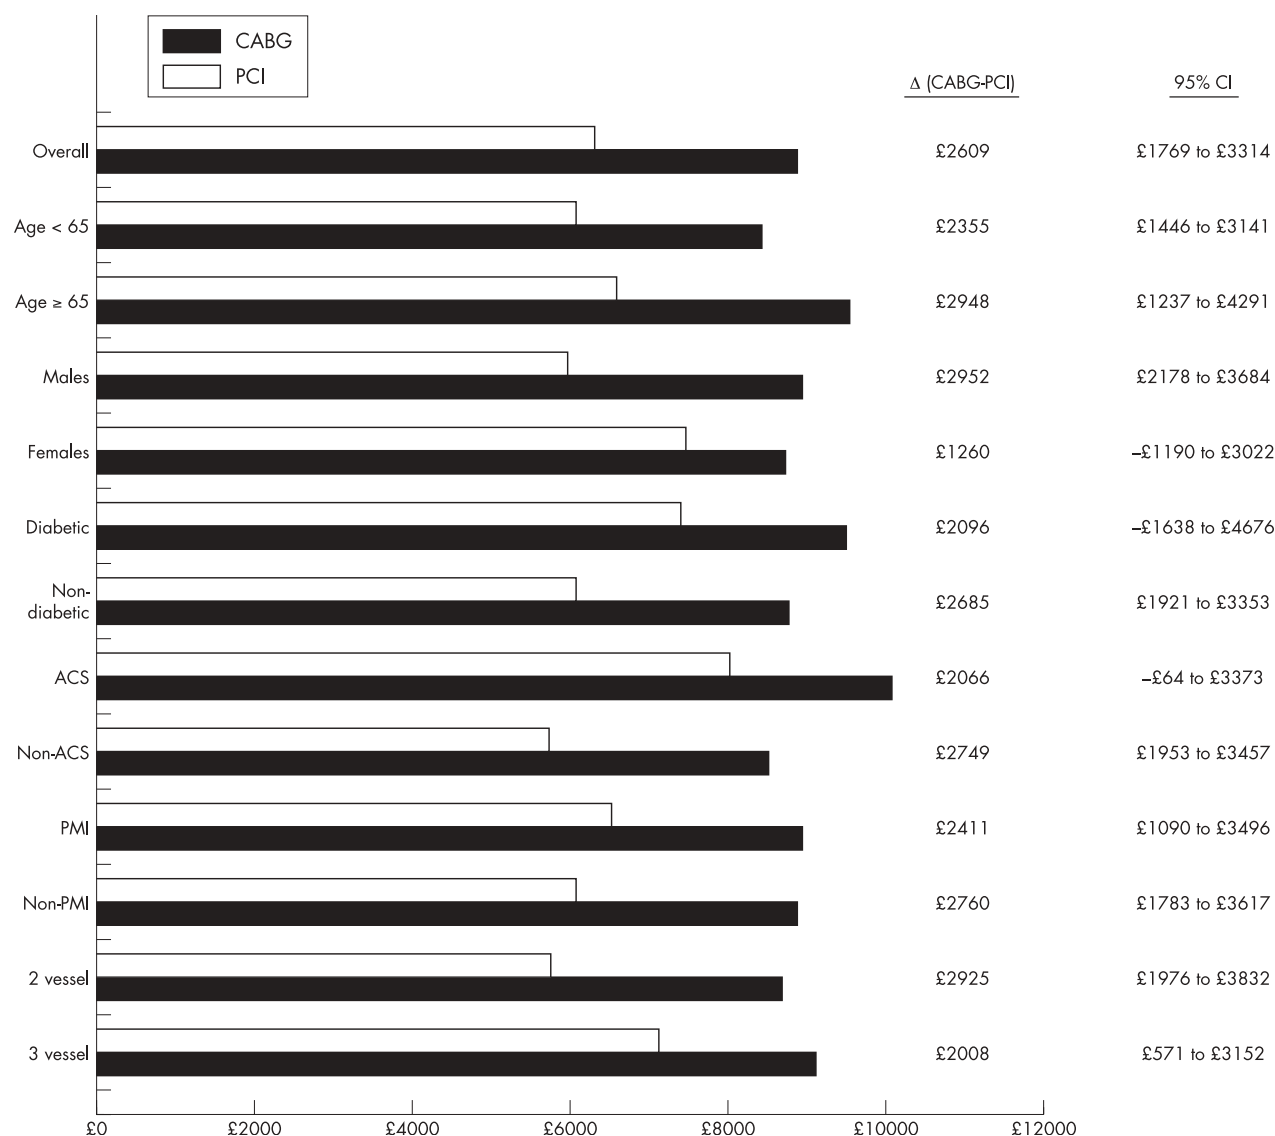 CABG
PCI
Δ (CABG-PCI) 95% CI
Overall £2609 £1769 to £3314
Age < 65 £2355 £1446 to £3141
Age ≥ 65 £2948 £1237 to £4291
Males £2952 £2178 to £3684
Females £1260 –£1190 to £3022
Diabetic £2096 –£1638 to £4676
Non-
diabetic £2685 £1921 to £3353
ACS £2066 –£64 to £3373
Non-ACS £2749 £1953 to £3457
PMI £2411 £1090 to £3496
Non-PMI £2760 £1783 to £3617
2 vessel £2925 £1976 to £3832
3 vessel £2008 £571 to £3152
£0 £2000 £4000 £6000 £8000 £10000 £12000